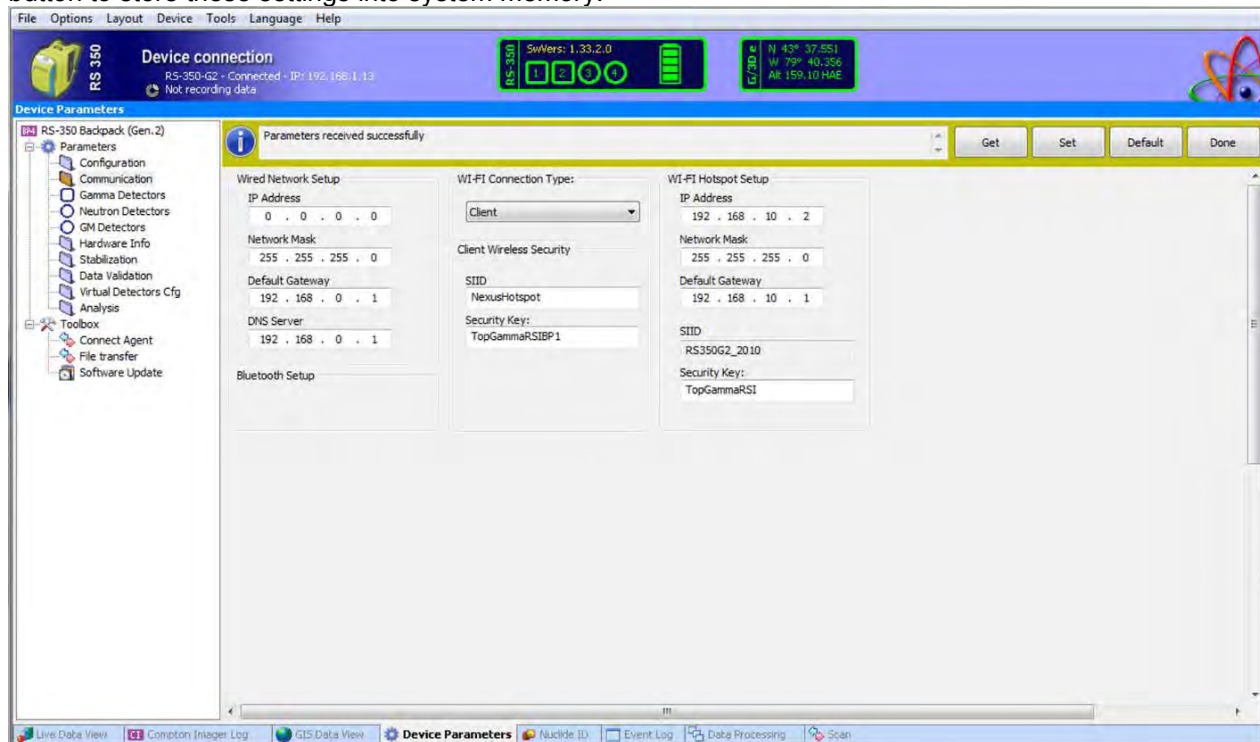 button to store these settings into system memory.
File Options Layout Device Tools Language Help
RS 350
Device connection
RS-350-G2 - Connected - IP: 192.168.1.13
Not recording data
RS-350
SwVers: 1.33.2.0
1 2 3 4
G/3D
N 43° 37.551
W 79° 40.356
Alt 159.10 HAE
Device Parameters
RS-350 Backpack (Gen.2)
Parameters
Configuration
Communication
Gamma Detectors
Neutron Detectors
GM Detectors
Hardware Info
Stabilization
Data Validation
Virtual Detectors Cfg
Analysis
Toolbox
Connect Agent
File transfer
Software Update
Parameters received successfully
Get Set Default Done
Wired Network Setup
IP Address
0 . 0 . 0 . 0
Network Mask
255 . 255 . 255 . 0
Default Gateway
192 . 168 . 0 . 1
DNS Server
192 . 168 . 0 . 1
Bluetooth Setup
WI-FI Connection Type:
Client
Client Wireless Security
SIID
NexusHotspot
Security Key:
TopGammaRSIBP1
WI-FI Hotspot Setup
IP Address
192 . 168 . 10 . 2
Network Mask
255 . 255 . 255 . 0
Default Gateway
192 . 168 . 10 . 1
SIID
RS350G2_2010
Security Key:
TopGammaRSI
Live Data View Compton Imager Log GIS Data View Device Parameters Nuclide ID Event Log Data Processing Scan